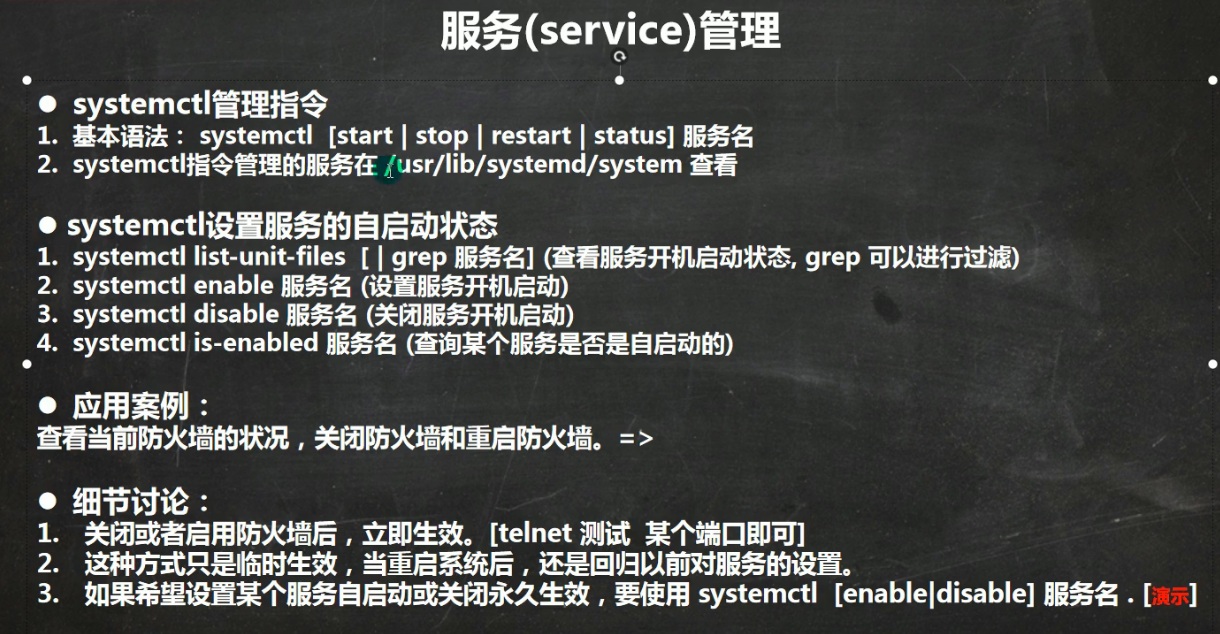 服务(service)管理
● systemctl管理指令
1. 基本语法： systemctl [start | stop | restart | status] 服务名
2. systemctl指令管理的服务在 /usr/lib/systemd/system 查看
● systemctl设置服务的自启动状态
1. systemctl list-unit-files [ | grep 服务名] (查看服务开机启动状态, grep 可以进行过滤)
2. systemctl enable 服务名 (设置服务开机启动)
3. systemctl disable 服务名 (关闭服务开机启动)
4. systemctl is-enabled 服务名 (查询某个服务是否是自启动的)
● 应用案例：
查看当前防火墙的状况，关闭防火墙和重启防火墙。=>
● 细节讨论：
1. 关闭或者启用防火墙后，立即生效。[telnet 测试 某个端口即可]
2. 这种方式只是临时生效，当重启系统后，还是回归以前对服务的设置。
3. 如果希望设置某个服务自启动或关闭永久生效，要使用 systemctl [enable|disable] 服务名 . [演示]